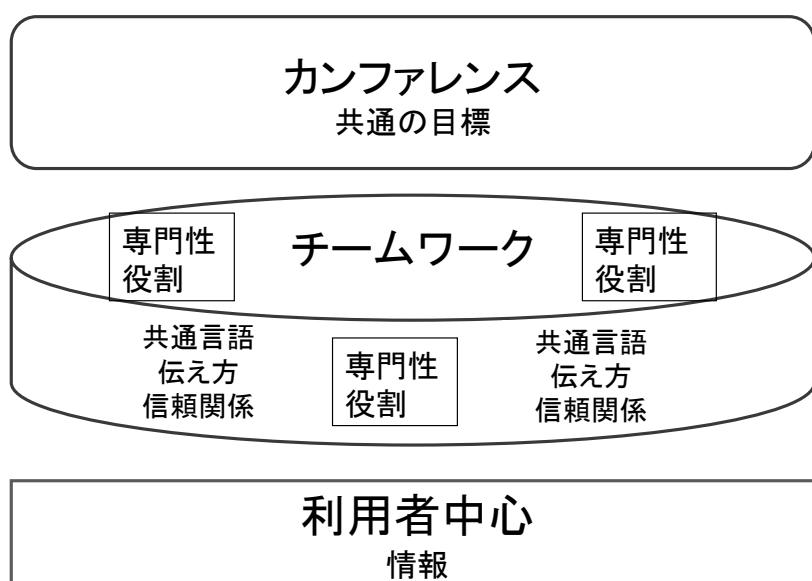 カンファレンス
共通の目標
専門性
役割
チームワーク
専門性
役割
共通言語
伝え方
信頼関係
専門性
役割
共通言語
伝え方
信頼関係
利用者中心
情報